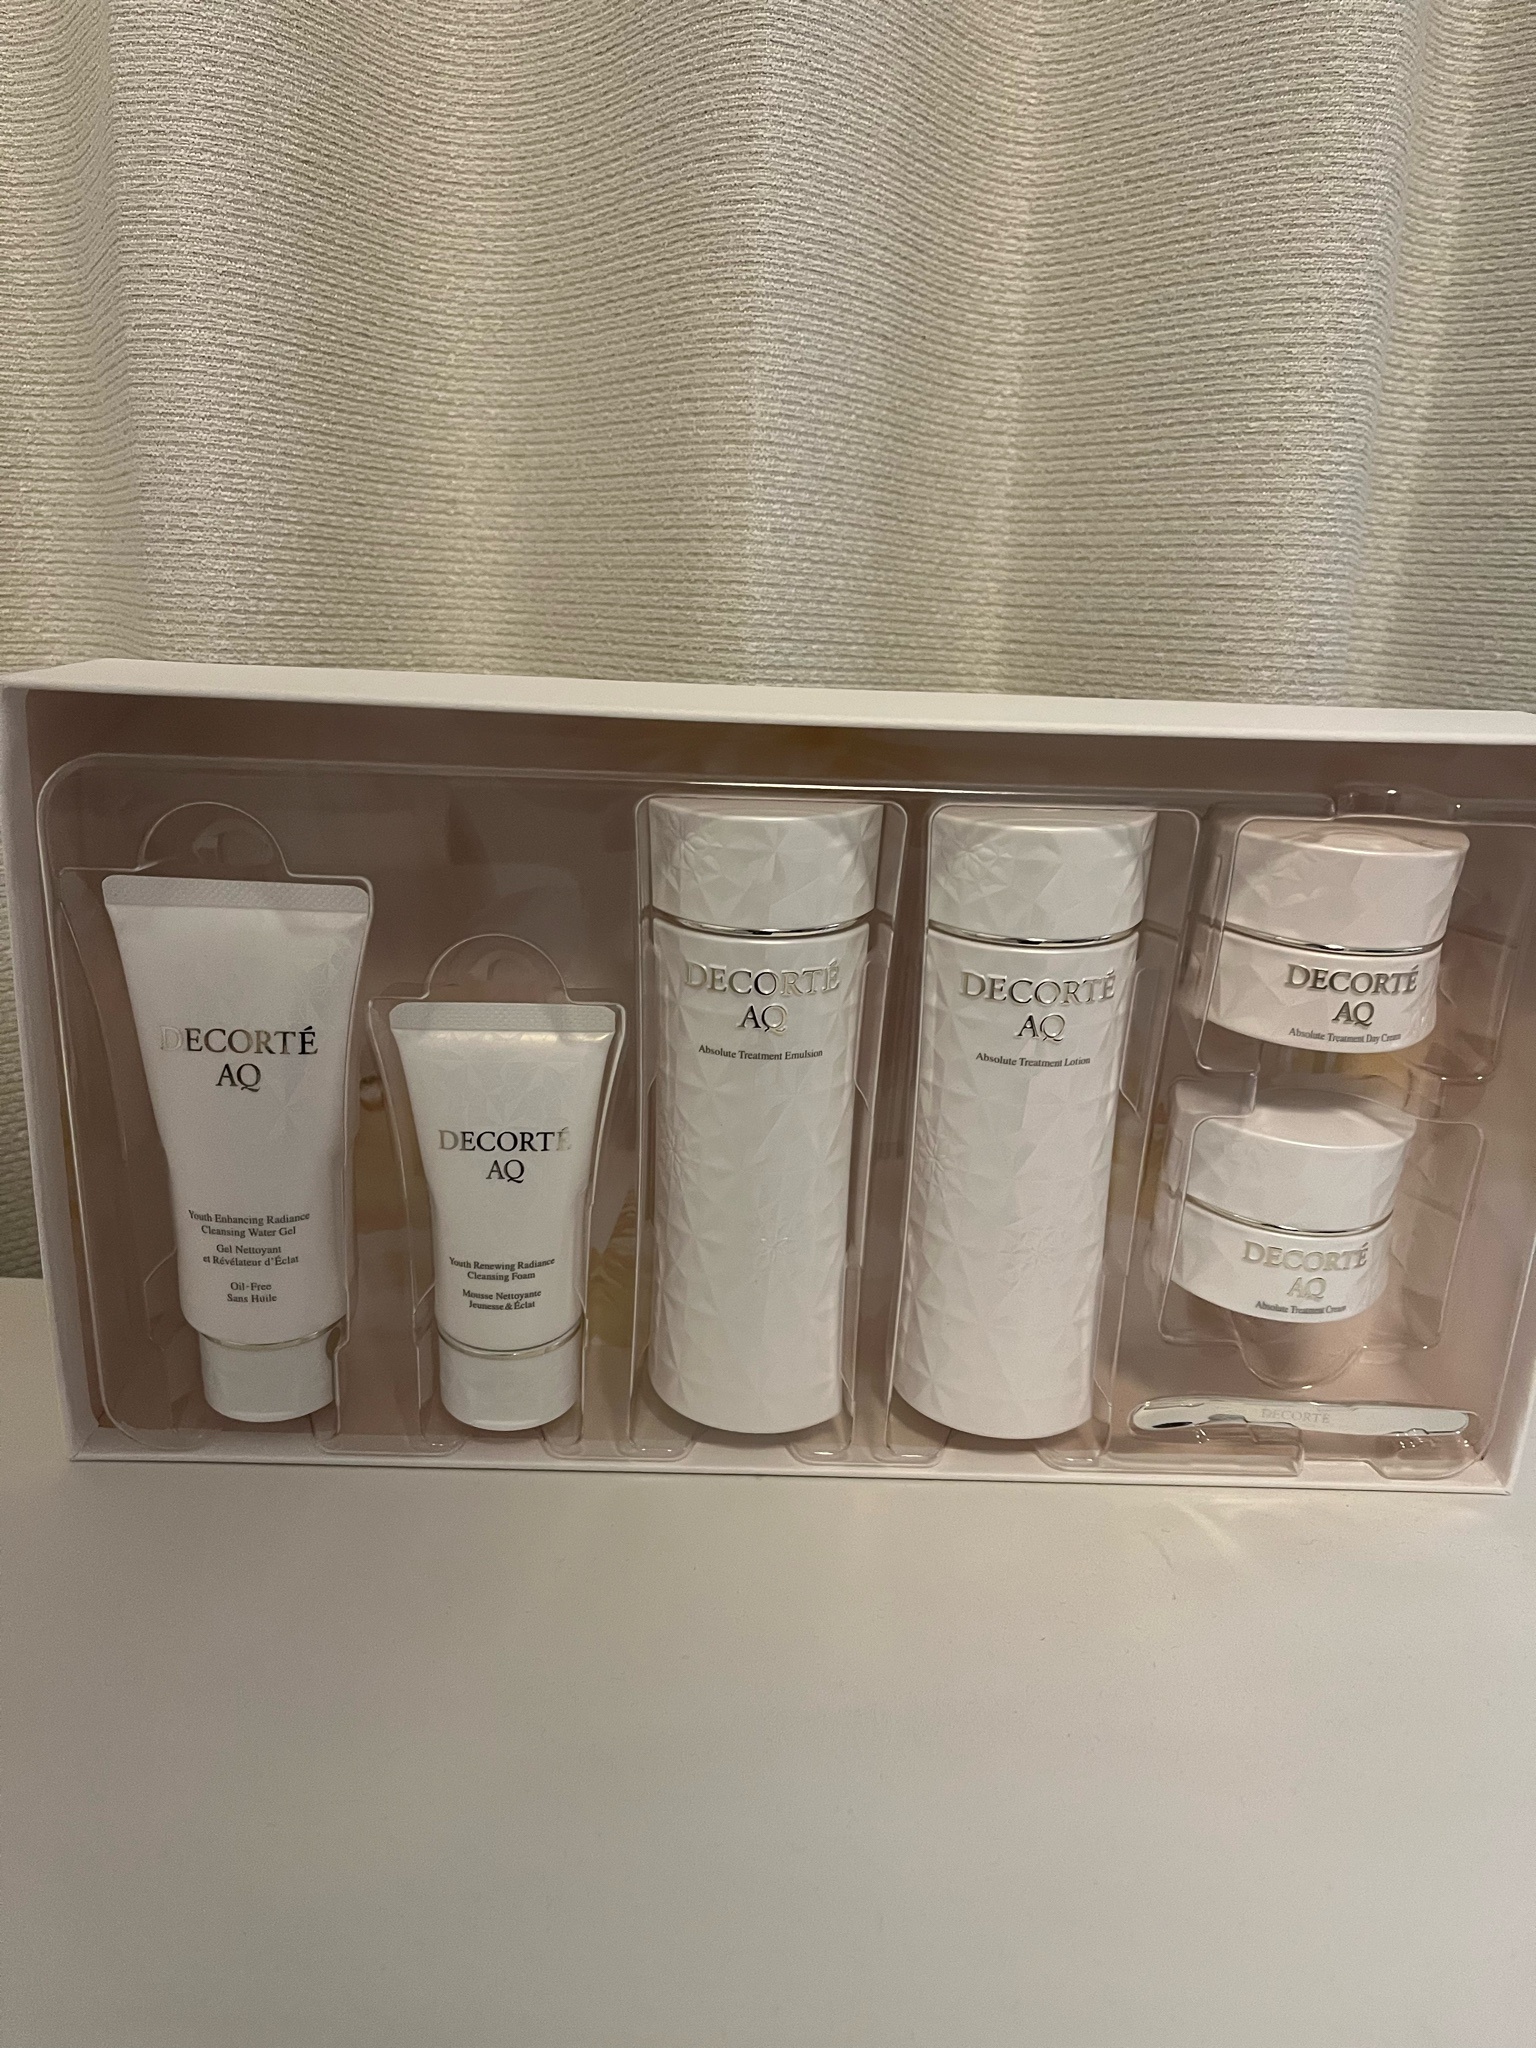 DECORTÉ
AQ
Youth Enhancing Radiance
Cleansing Water Gel
Gel Nettoyant
et Révélateur d'Éclat
Oil-Free
Sans Huile
DECORTÉ
AQ
Youth Renewing Radiance
Cleansing Foam
Mousse Nettoyante
Jeunesse & Éclat
DECORTÉ
AQ
Absolute Treatment Emulsion
DECORTÉ
AQ
Absolute Treatment Lotion
DECORTÉ
AQ
Absolute Treatment Day Cream
DECORTÉ
AQ
Absolute Treatment Cream
DECORTÉ